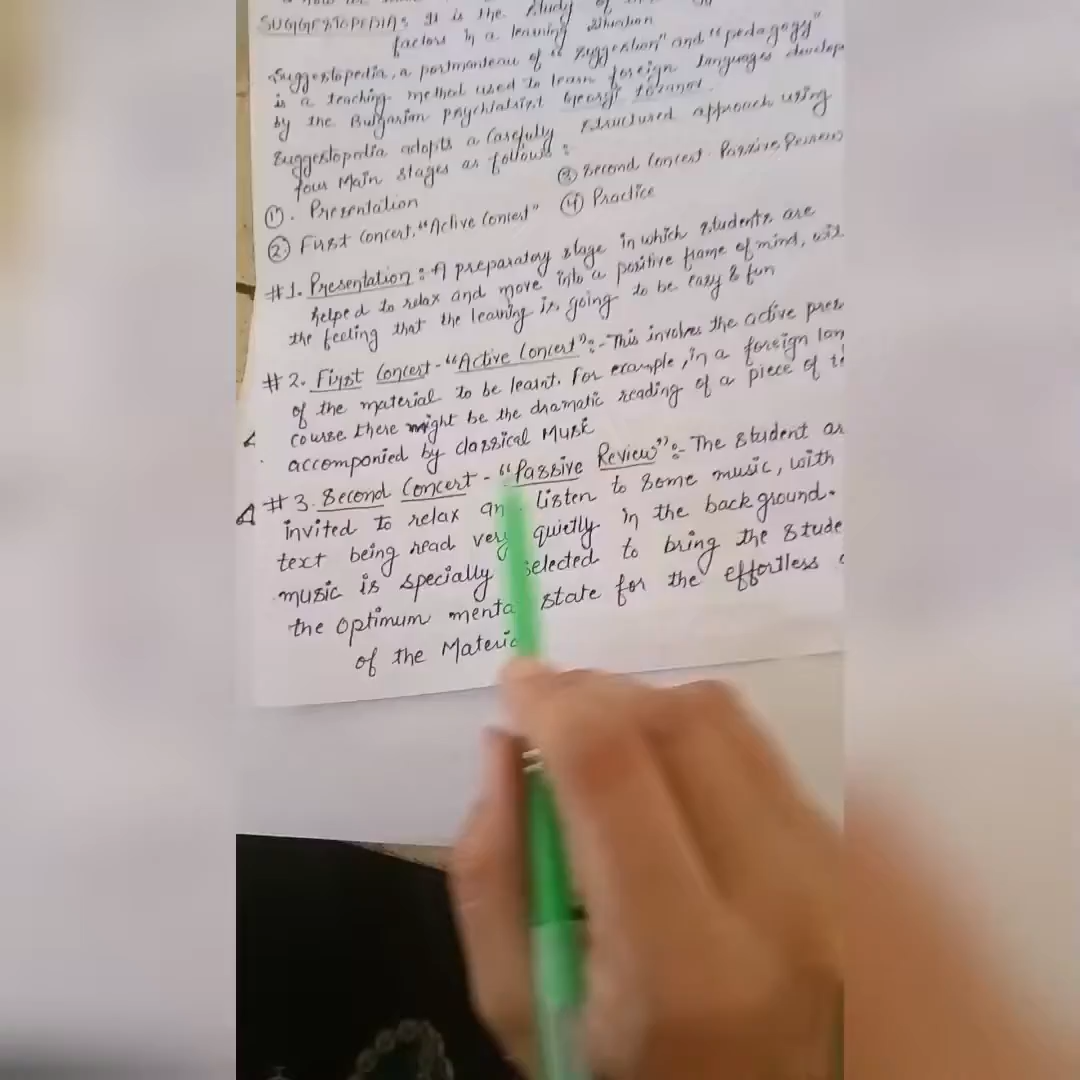 SUGGESTOPEDIA: It is the study of
factors in a learning situation
Suggestopedia, a portmanteau of "suggestion" and "pedagogy"
is a teaching method used to learn foreign languages develop
by the Bulgarian psychiatrist Georgi
Suggestopedia adopts a carefully structured approach using
four Main stages as follows:
①. Presentation ③ Second Concert. Passive Review
② First Concert. "Active Concert" ④ Practice
#1. Presentation: A preparatory stage in which students are
helped to relax and move into a positive frame of mind, wit
the feeling that the learning is going to be easy & fun
#2. First Concert-"Active Concert":- This involves the active pres
of the material to be learnt. For example, in a foreign lan
course there might be the dramatic reading of a piece of te
accompanied by classical Music
#3. Second Concert - "Passive Review":- The Student ar
invited to relax an listen to some music, with
text being read very quietly in the background.
music is specially selected to bring the Stude
the Optimum menta state for the effortless
of the Materia